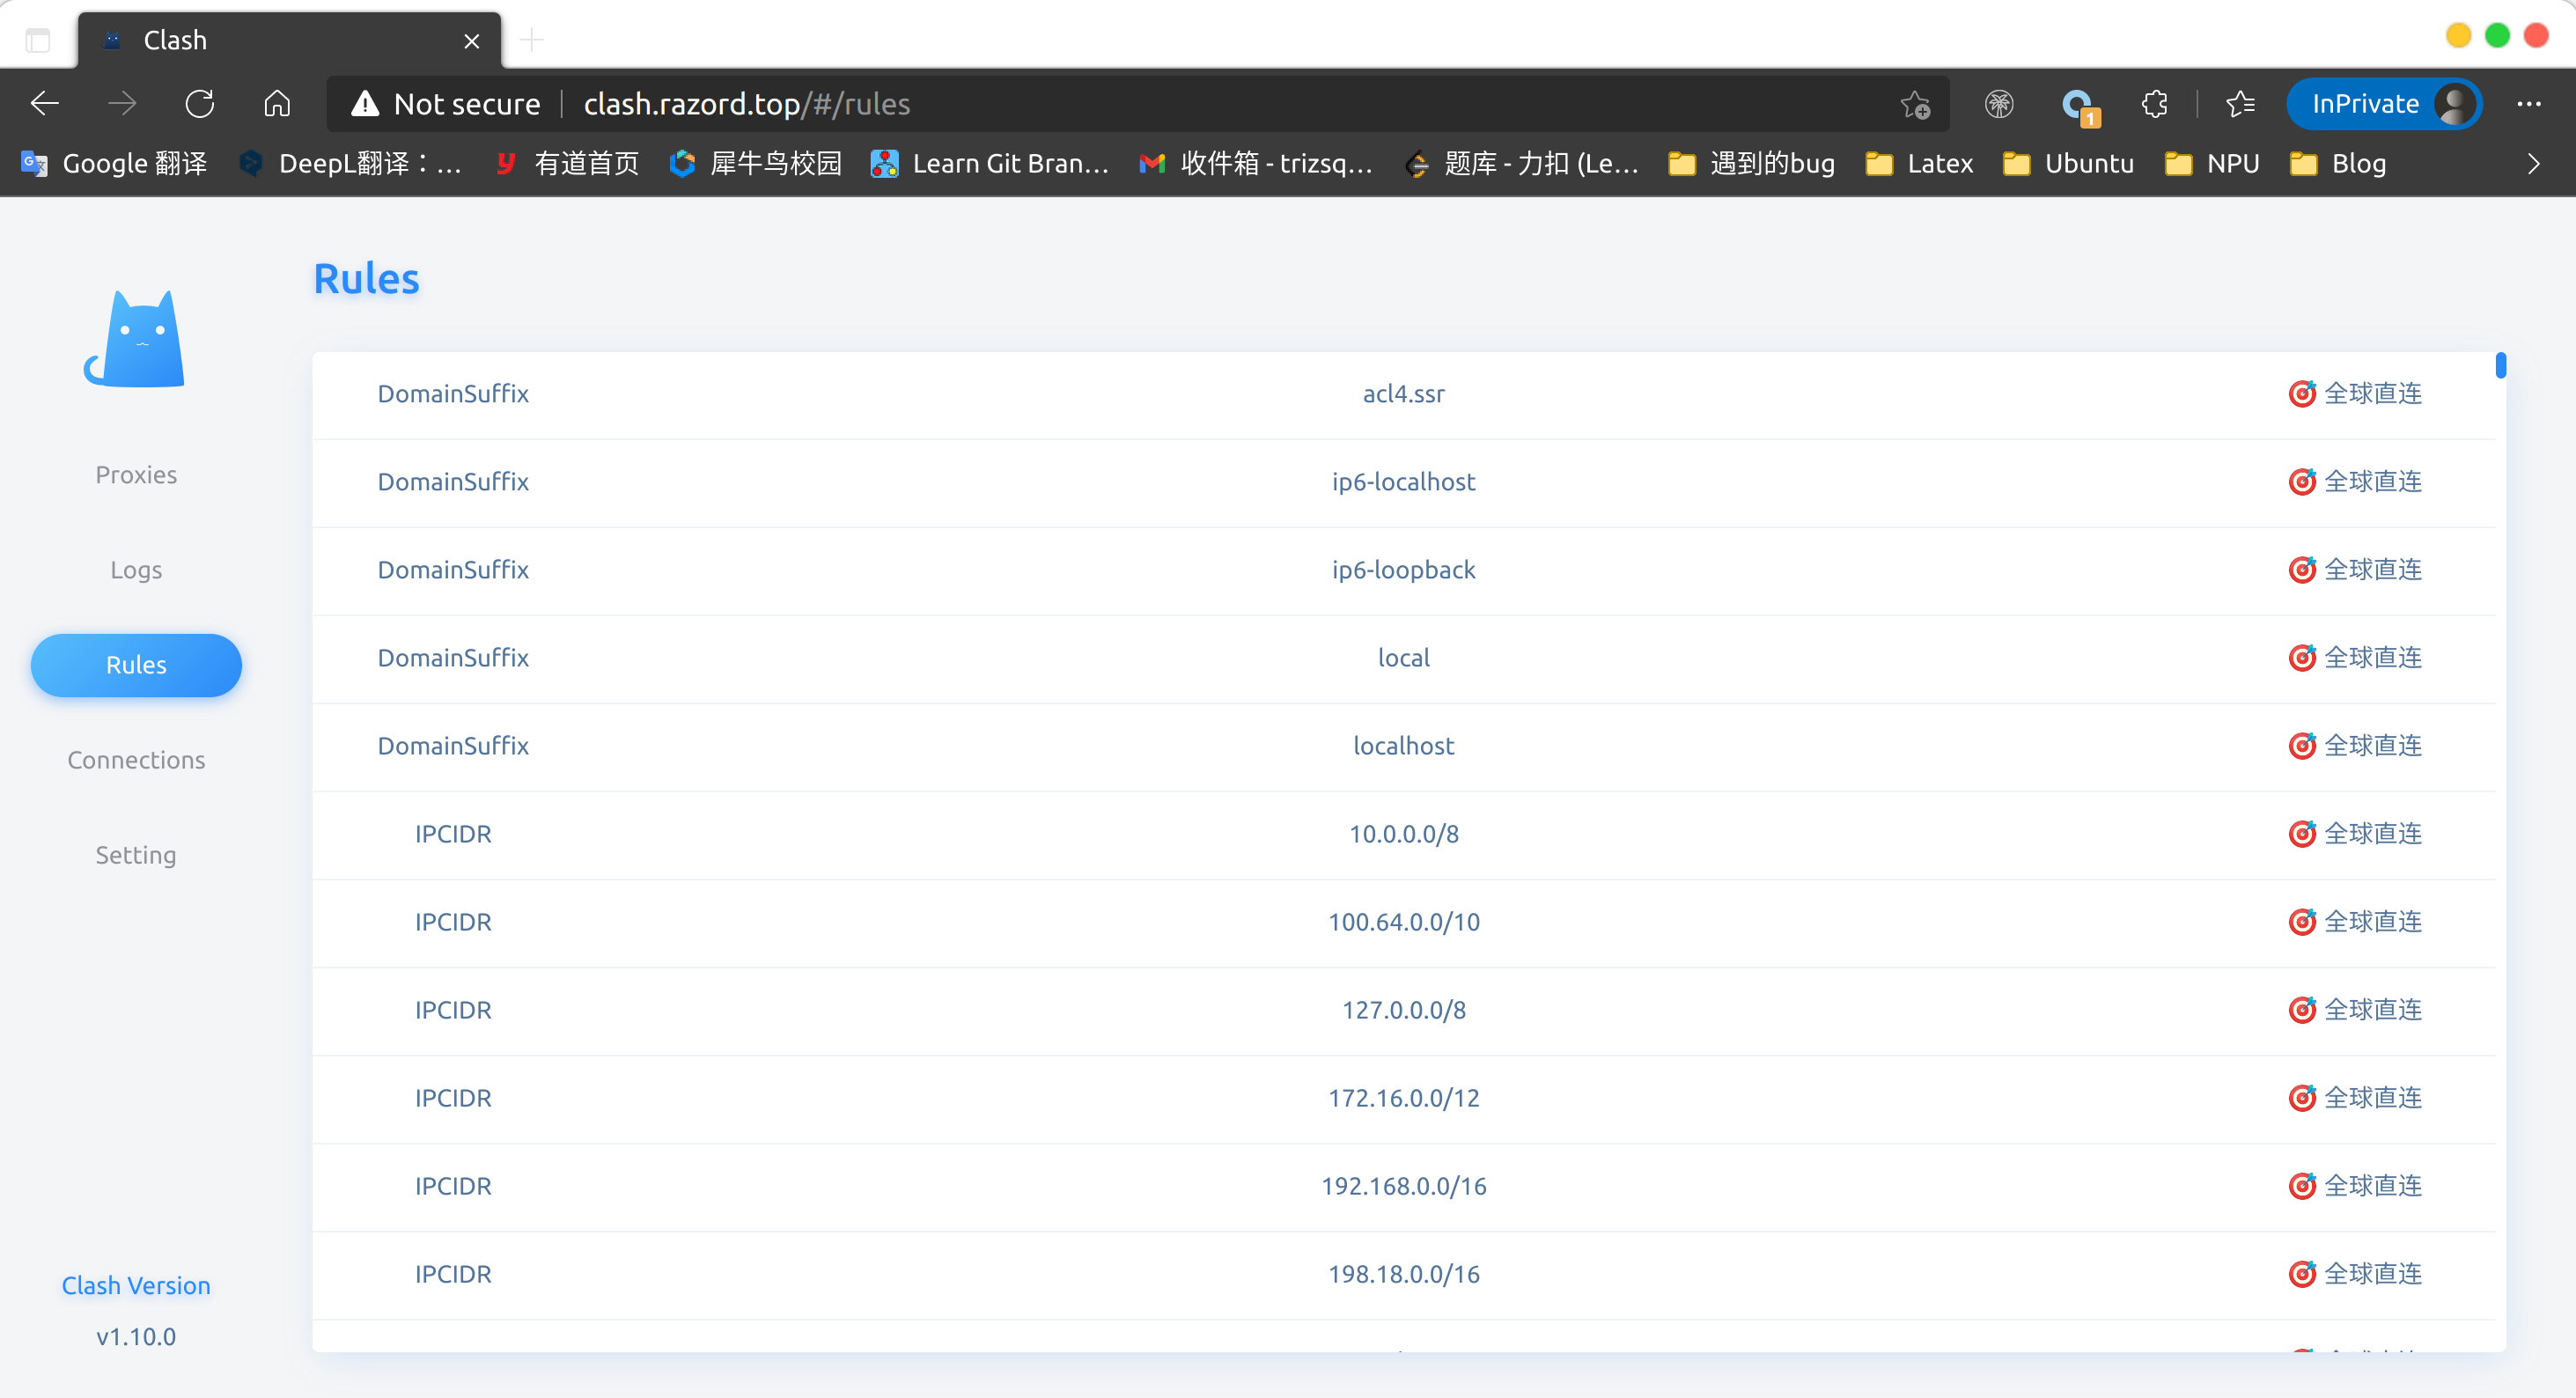 Clash
Not secure clash.razord.top/#/rules InPrivate
1
Google 翻译 DeepL翻译：... 有道首页 犀牛鸟校园 Learn Git Bran... 收件箱 - trizsq... 题库 - 力扣 (Le... 遇到的bug Latex Ubuntu NPU Blog
Rules
Proxies
Logs
Rules
Connections
Setting
Clash Version
v1.10.0
DomainSuffix acl4.ssr 🎯 全球直连
DomainSuffix ip6-localhost 🎯 全球直连
DomainSuffix ip6-loopback 🎯 全球直连
DomainSuffix local 🎯 全球直连
DomainSuffix localhost 🎯 全球直连
IPCIDR 10.0.0.0/8 🎯 全球直连
IPCIDR 100.64.0.0/10 🎯 全球直连
IPCIDR 127.0.0.0/8 🎯 全球直连
IPCIDR 172.16.0.0/12 🎯 全球直连
IPCIDR 192.168.0.0/16 🎯 全球直连
IPCIDR 198.18.0.0/16 🎯 全球直连